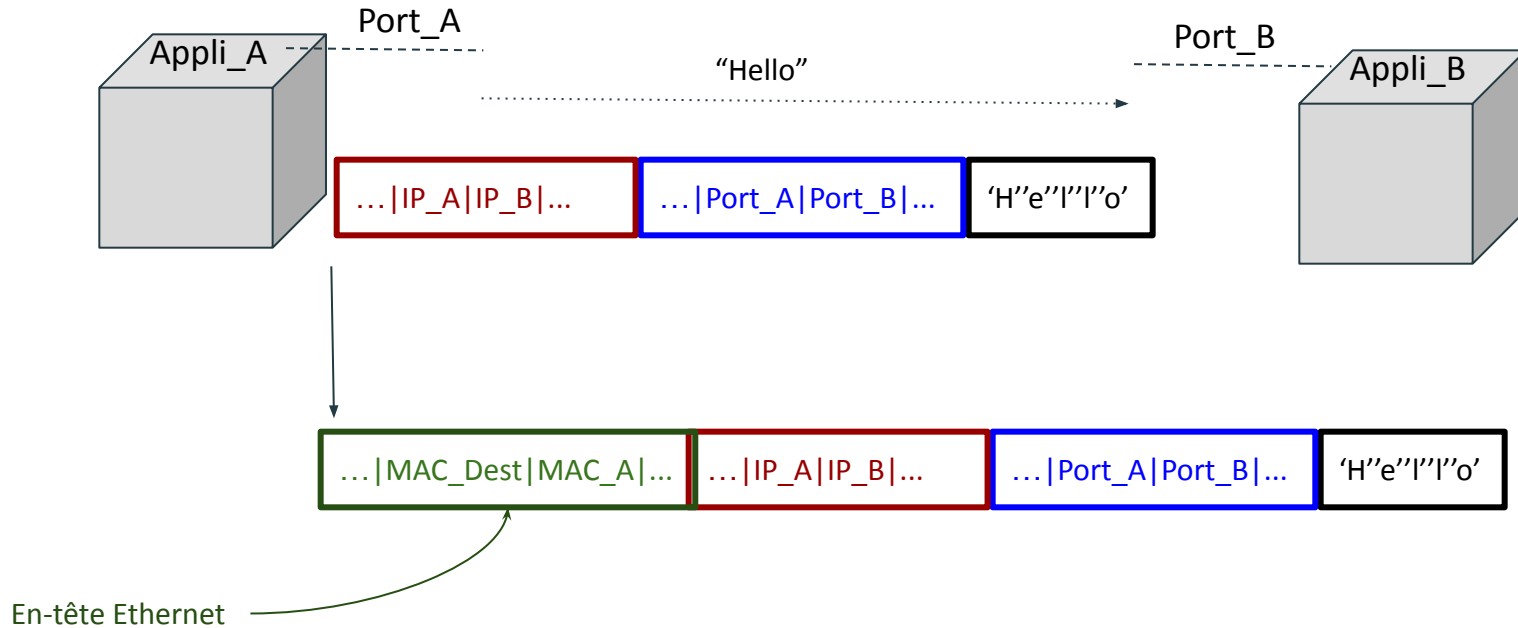 Port_A
Appli_A
Port_B
“Hello”
Appli_B
...|IP_A|IP_B|...
...|Port_A|Port_B|...
‘H’’e’’l’’l’’o’
...|MAC_Dest|MAC_A|...
...|IP_A|IP_B|...
...|Port_A|Port_B|...
‘H’’e’’l’’l’’o’
En-tête Ethernet